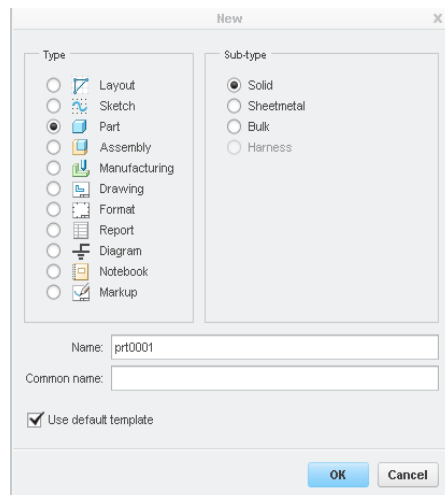 New X
Type
Layout
Sketch
Part
Assembly
Manufacturing
Drawing
Format
Report
Diagram
Notebook
Markup
Sub-type
Solid
Sheetmetal
Bulk
Harness
Name: prt0001
Common name:
Use default template
OK Cancel